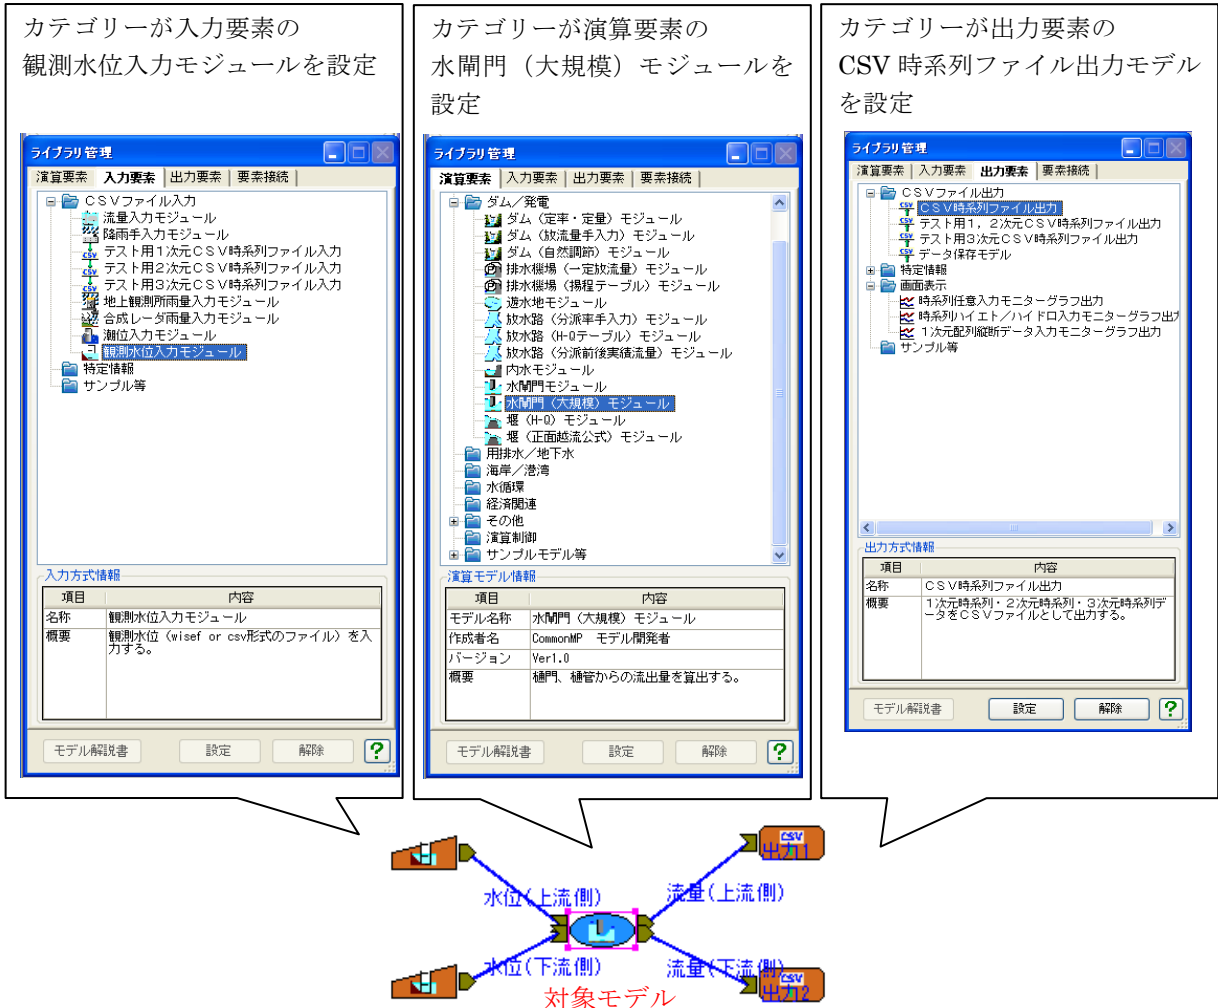 カテゴリーが入力要素の
観測水位入力モジュールを設定
ライブラリ管理
演算要素 入力要素 出力要素 要素接続
CSVファイル入力
流量入力モジュール
降雨手入力モジュール
テスト用1次元CSV時系列ファイル入力
テスト用2次元CSV時系列ファイル入力
テスト用3次元CSV時系列ファイル入力
地上観測所雨量入力モジュール
合成レーダ雨量入力モジュール
潮位入力モジュール
観測水位入力モジュール
特定情報
サンプル等
入力方式情報
項目 内容
名称 観測水位入力モジュール
概要 観測水位(wisef or csv形式のファイル)を入
力する。
モデル解説書 設定 解除 ?
カテゴリーが演算要素の
水閘門(大規模)モジュールを
設定
ライブラリ管理
演算要素 入力要素 出力要素 要素接続
ダム/発電
ダム(定率・定量)モジュール
ダム(放流量手入力)モジュール
ダム(自然調節)モジュール
排水機場(一定放流量)モジュール
排水機場(揚程テーブル)モジュール
遊水地モジュール
放水路(分派率手入力)モジュール
放水路(H-Qテーブル)モジュール
放水路(分派前後実績流量)モジュール
内水モジュール
水閘門モジュール
水閘門(大規模)モジュール
堰(H-Q)モジュール
堰(正面越流公式)モジュール
用排水/地下水
海岸/港湾
水循環
経済関連
その他
演算制御
サンプルモデル等
演算モデル情報
項目 内容
モデル名称 水閘門(大規模)モジュール
作成者名 CommonMP モデル開発者
バージョン Ver1.0
概要 樋門、樋管からの流出量を算出する。
モデル解説書 設定 解除 ?
カテゴリーが出力要素の
CSV 時系列ファイル出力モデル
を設定
ライブラリ管理
演算要素 入力要素 出力要素 要素接続
CSVファイル出力
CSV時系列ファイル出力
テスト用1,2次元CSV時系列ファイル出力
テスト用3次元CSV時系列ファイル出力
データ保存モデル
特定情報
画面表示
時系列任意入力モニターグラフ出力
時系列ハイエト/ハイドロ入力モニターグラフ出力
1次元配列縦断データ入力モニターグラフ出力
サンプル等
出力方式情報
項目 内容
名称 CSV時系列ファイル出力
概要 1次元時系列・2次元時系列・3次元時系列デ
ータをCSVファイルとして出力する。
モデル解説書 設定 解除 ?
CSV
出力1
水位(上流側) 流量(上流側)
水位(下流側) 流量(下流側)
CSV
出力2
対象モデル